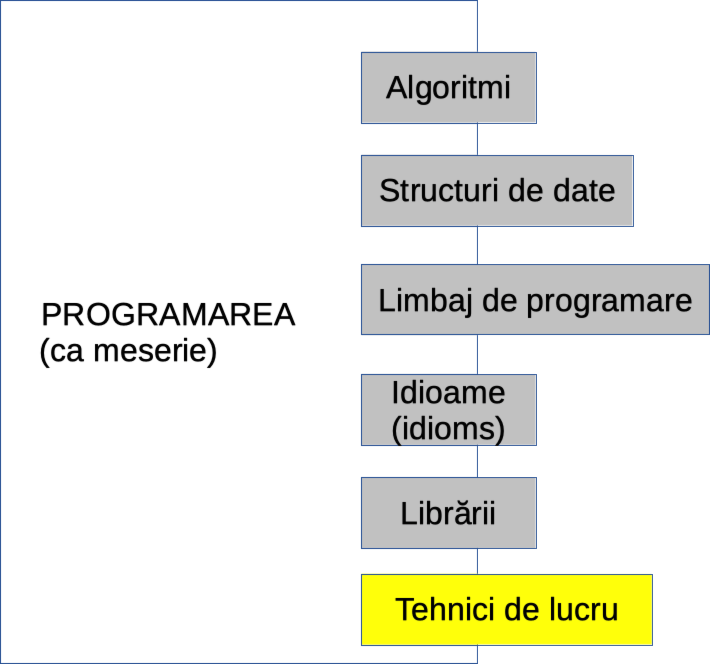 Algoritmi
Structuri de date
Limbaj de programare
PROGRAMAREA
(ca meserie)
Idioame
(idioms)
Librării
Tehnici de lucru